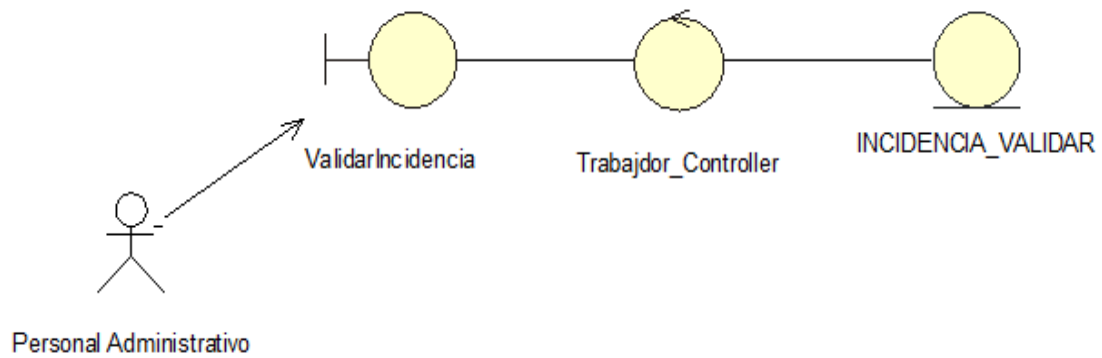 ValidarIncidencia
Trabajdor_Controller
INCIDENCIA_VALIDAR
Personal Administrativo